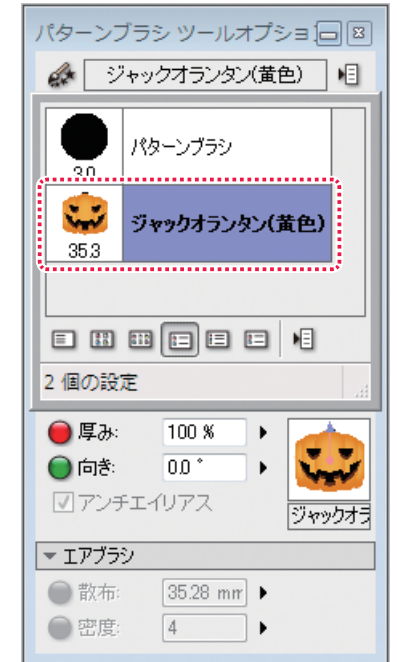 パターンブラシ ツールオプション
ジャックオランタン(黄色)
パターンブラシ
3.0
ジャックオランタン(黄色)
35.3
2 個の設定
厚み: 100 %
向き: 0.0 °
アンチエイリアス
ジャックオラ
エアブラシ
散布: 35.28 mm
密度: 4